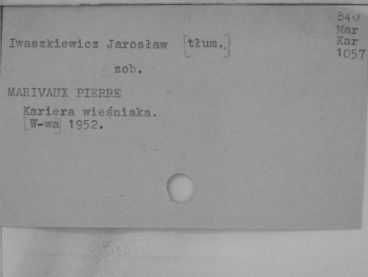 840
Mar
Iwaszkiewicz Jarosław [tłum.] Kar
1057
zob.
MARIVAUX PIERRE
Kariera wieśniaka.
[W-wa] 1952.